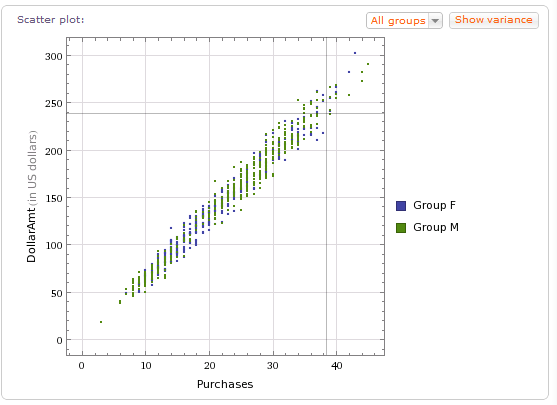 Scatter plot:
All groups
Show variance
300
250
200
150
100
50
0
DollarAmt (in US dollars)
0 10 20 30 40
Purchases
Group F
Group M